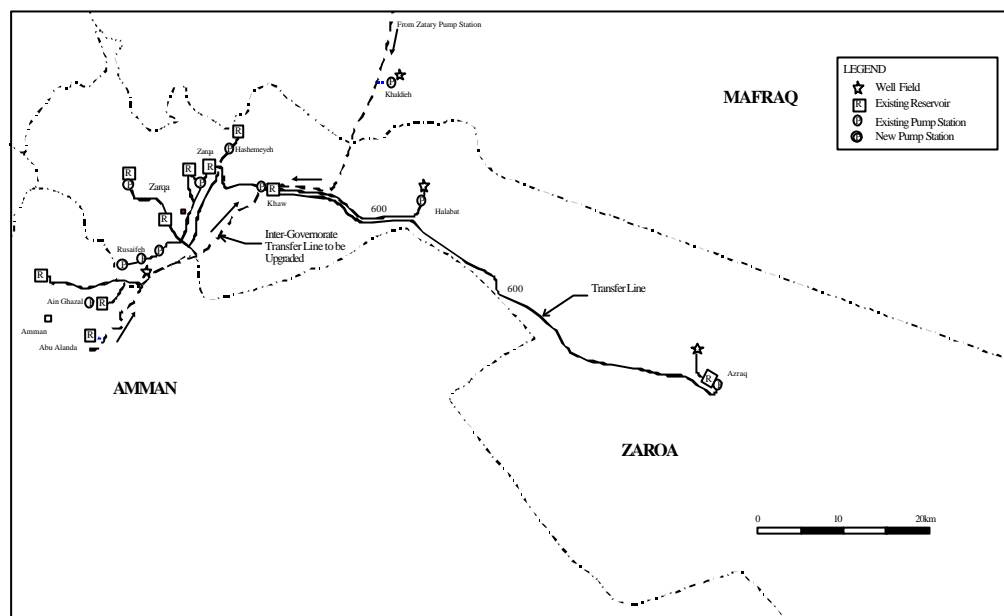 From Zatary Pump Station
P
Khaldieh
MAFRAQ
LEGEND
Well Field
R Existing Reservoir
P Existing Pump Station
P New Pump Station
R
P Hashemeyeh
Zarqa
R
R
R
P
P
Zarqa
P
R
Khaw
600
P
Halabat
R
Rusaifeh
P
P
P
Inter-Governorate
Transfer Line to be
Upgraded
R
600
Transfer Line
Ain Ghazal
P
R
Amman
R
Abu Alanda
R
P
Azraq
AMMAN
ZAROA
0 10 20km